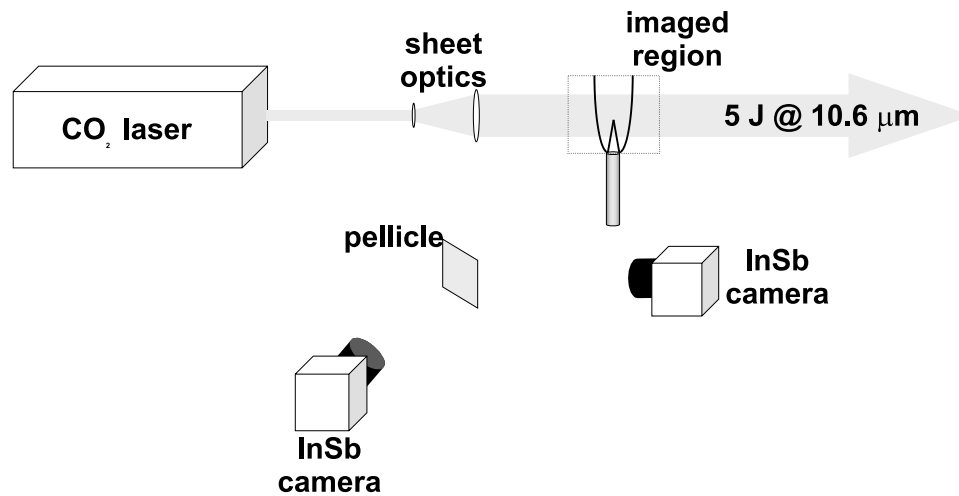 sheet
optics
imaged
region
CO₂ laser
5 J @ 10.6 μm
pellicle
InSb
camera
InSb
camera